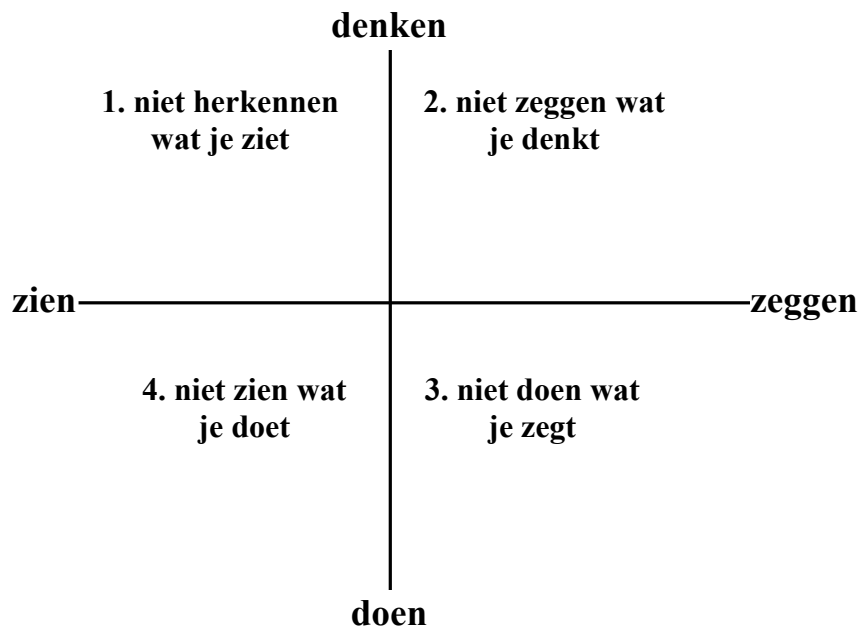 denken
1. niet herkennen
wat je ziet
2. niet zeggen wat
je denkt
zien
zeggen
4. niet zien wat
je doet
3. niet doen wat
je zegt
doen